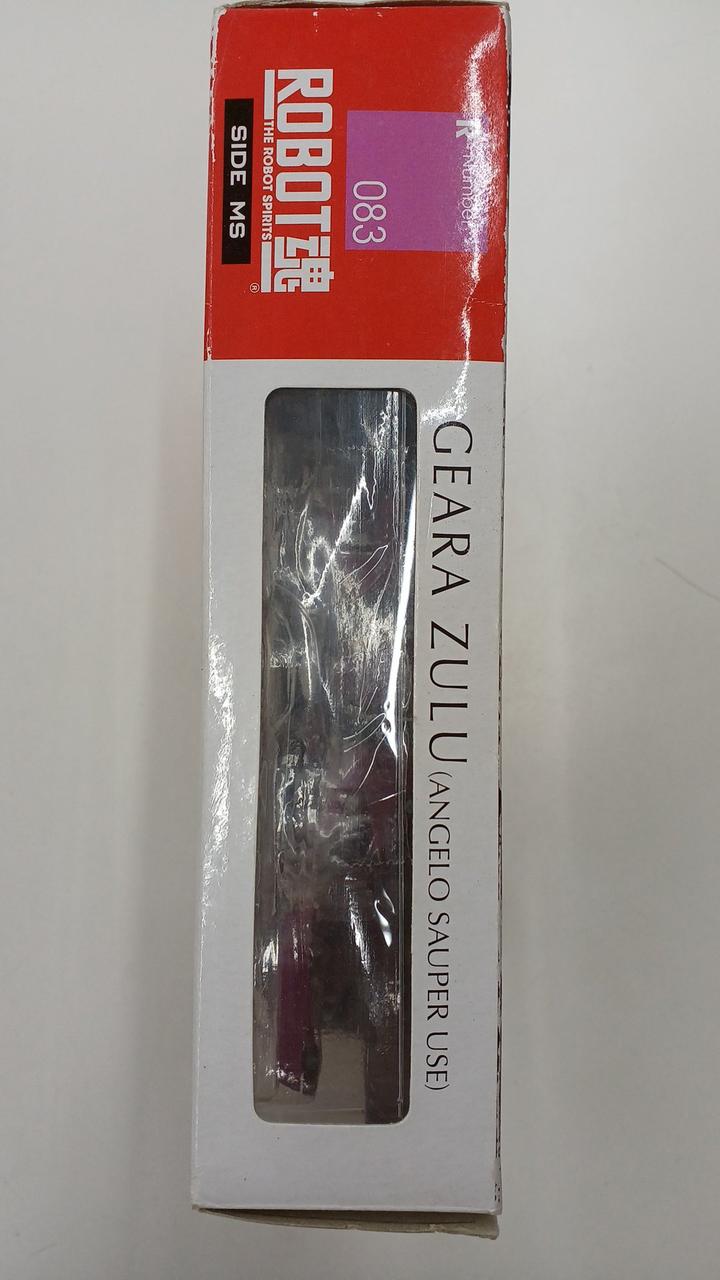 R-Number
083
ROBOT魂
THE ROBOT SPIRITS
®
SIDE MS
GEARA ZULU (ANGELO SAUPER USE)